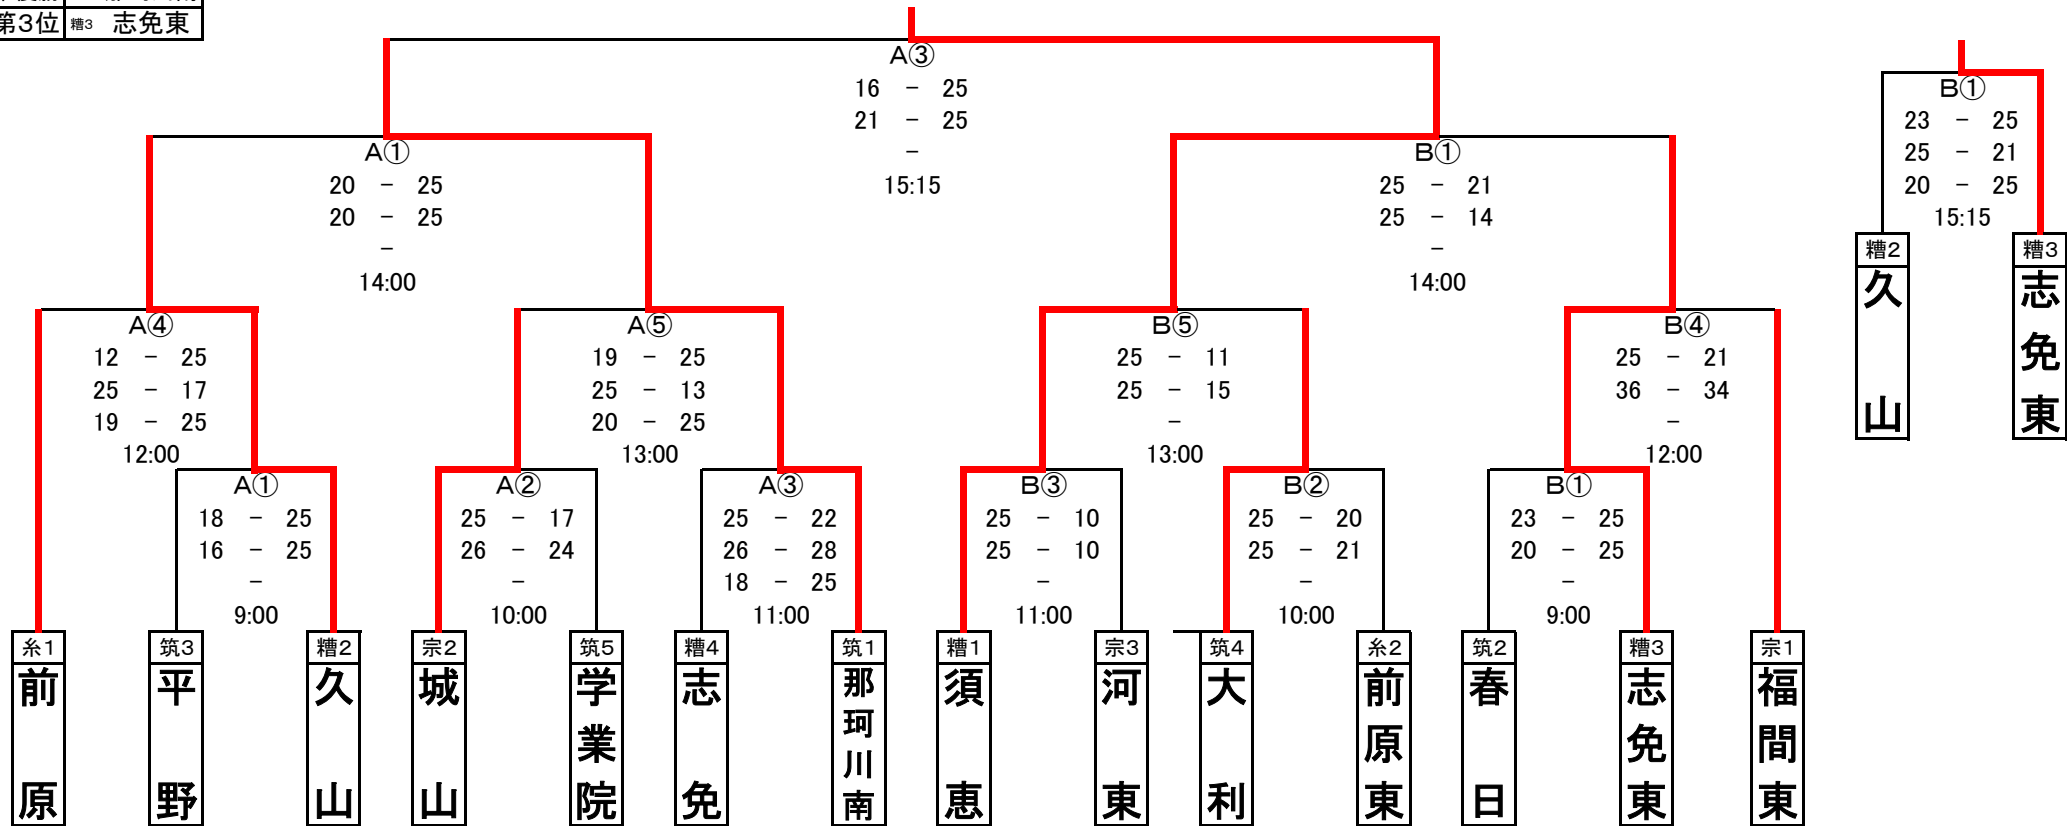 第3位 糟3 志免東
A③
16 - 25
21 - 25
-
15:15
B①
23 - 25
25 - 21
20 - 25
15:15
糟2 糟3
久山 志免東
A① B①
20 - 25 25 - 21
20 - 25 25 - 14
- -
14:00 14:00
A④ A⑤ B⑤ B④
12 - 25 19 - 25 25 - 11 25 - 21
25 - 17 25 - 13 25 - 15 36 - 34
19 - 25 20 - 25 - -
12:00 13:00 13:00 12:00
A① A② A③ B③ B② B①
18 - 25 25 - 17 25 - 22 25 - 10 25 - 20 23 - 25
16 - 25 26 - 24 26 - 28 25 - 10 25 - 21 20 - 25
- - 18 - 25 - - -
9:00 10:00 11:00 11:00 10:00 9:00
糸1 筑3 糟2 宗2 筑5 糟4 筑1 糟1 宗3 筑4 糸2 筑2 糟3 宗1
前原 平野 久山 城山 学業院 志免 那珂川南 須恵 河東 大利 前原東 春日 志免東 福間東